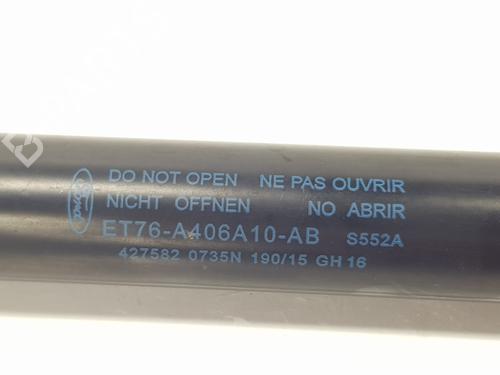 Ford
DO NOT OPEN NE PAS OUVRIR
NICHT OFFNEN NO ABRIR
ET76-A406A10-AB S552A
427582 0735N 190/15 GH 16